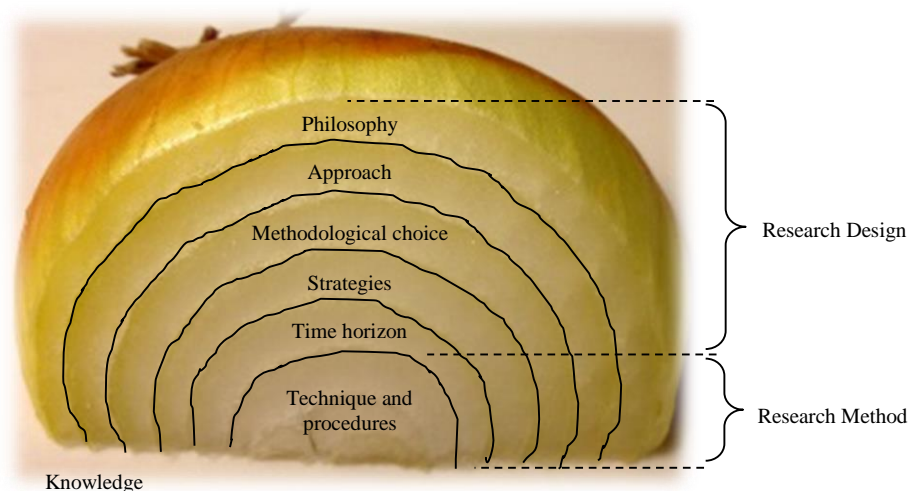 Philosophy
Approach
Methodological choice
Strategies
Time horizon
Technique and
procedures
Research Design
Research Method
Knowledge